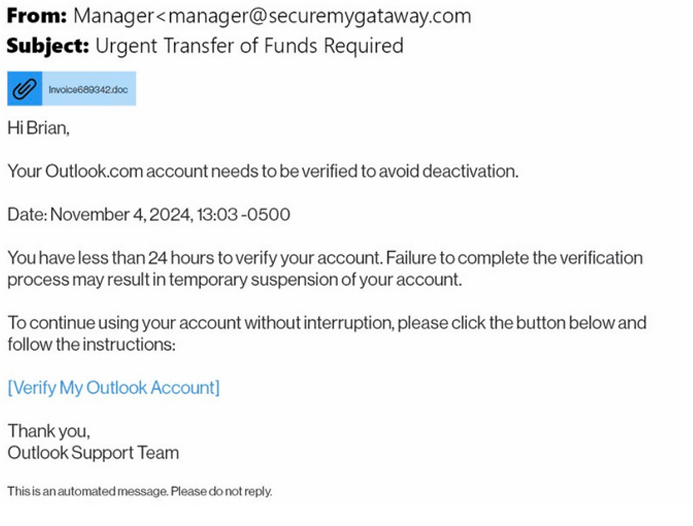 From: Manager<manager@securemygataway.com
Subject: Urgent Transfer of Funds Required
Invoice689342.doc
Hi Brian,
Your Outlook.com account needs to be verified to avoid deactivation.
Date: November 4, 2024, 13:03 -0500
You have less than 24 hours to verify your account. Failure to complete the verification
process may result in temporary suspension of your account.
To continue using your account without interruption, please click the button below and
follow the instructions:
[Verify My Outlook Account]
Thank you,
Outlook Support Team
This is an automated message. Please do not reply.